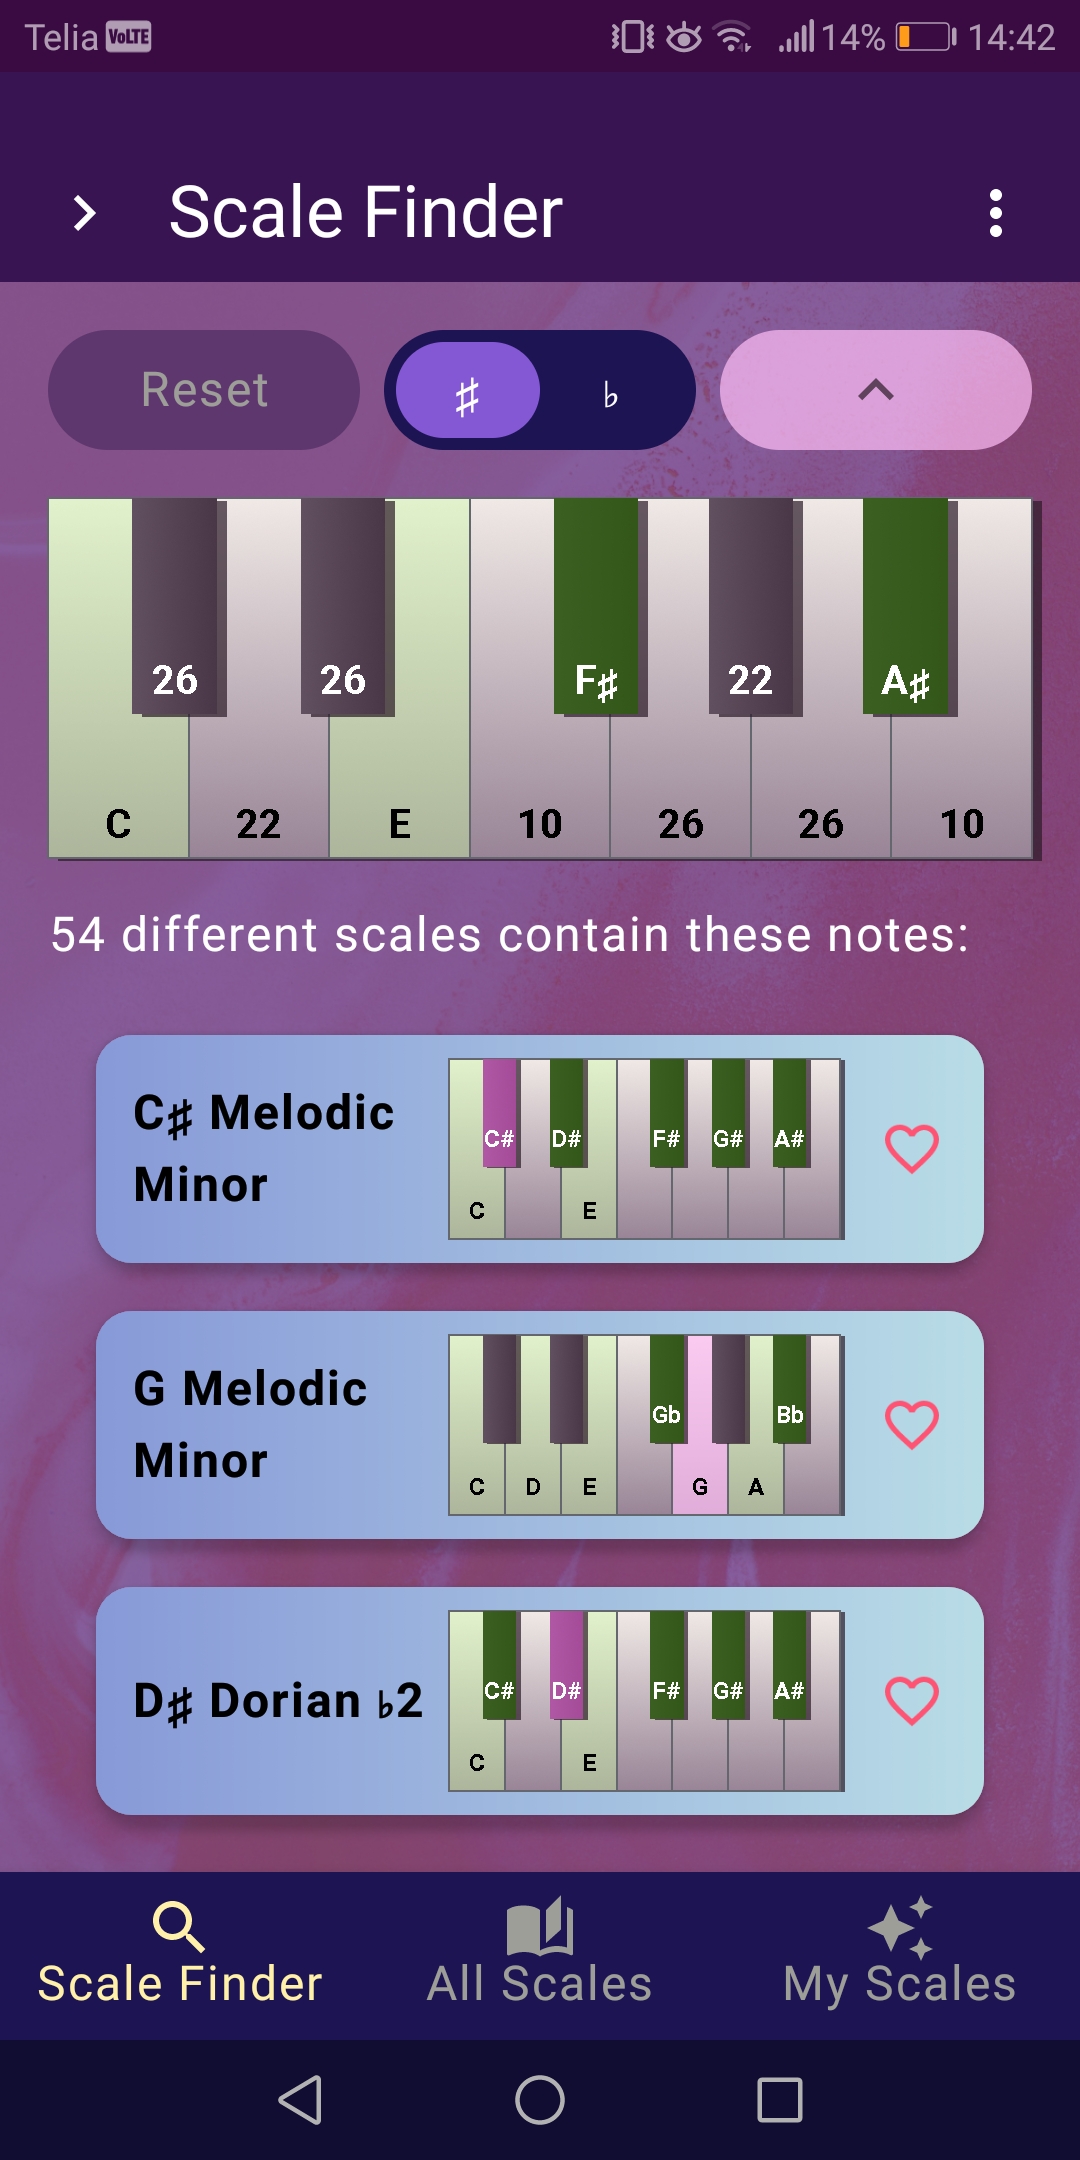 Telia VoLTE 14% 14:42
Scale Finder
Reset ♯ ♭
26 26 F♯ 22 A♯
C 22 E 10 26 26 10
54 different scales contain these notes:
C♯ Melodic
Minor
C# D# F# G# A#
C E
G Melodic
Minor
Gb Bb
C D E G A
D♯ Dorian ♭2
C# D# F# G# A#
C E
Scale Finder All Scales My Scales